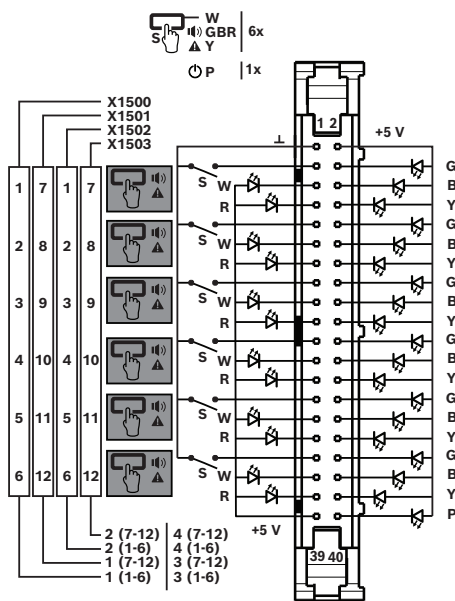 W
S GBR 6x
Y
P 1x
X1500
X1501
X1502
X1503
1 2
+5 V
⊥
1 7 1 7
2 8 2 8
3 9 3 9
4 10 4 10
5 11 5 11
6 12 6 12
S
W
R
S
W
R
S
W
R
S
W
R
S
W
R
S
W
R
G
B
Y
G
B
Y
G
B
Y
G
B
Y
G
B
Y
G
B
Y
P
+5 V
39 40
2 (7-12) 4 (7-12)
2 (1-6) 4 (1-6)
1 (7-12) 3 (7-12)
1 (1-6) 3 (1-6)